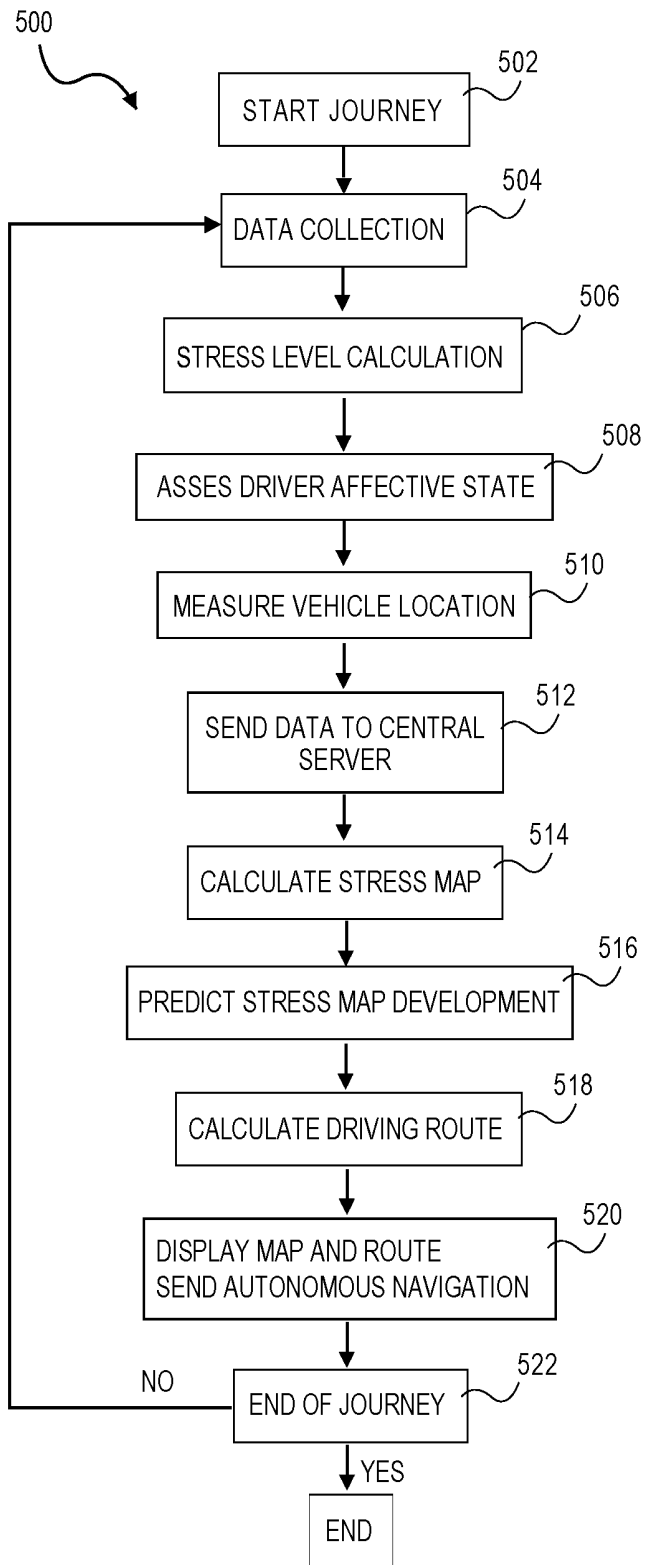 500
502
START JOURNEY
504
DATA COLLECTION
506
STRESS LEVEL CALCULATION
508
ASSES DRIVER AFFECTIVE STATE
510
MEASURE VEHICLE LOCATION
512
SEND DATA TO CENTRAL
SERVER
514
CALCULATE STRESS MAP
516
PREDICT STRESS MAP DEVELOPMENT
518
CALCULATE DRIVING ROUTE
520
DISPLAY MAP AND ROUTE
SEND AUTONOMOUS NAVIGATION
522
NO
END OF JOURNEY
YES
END